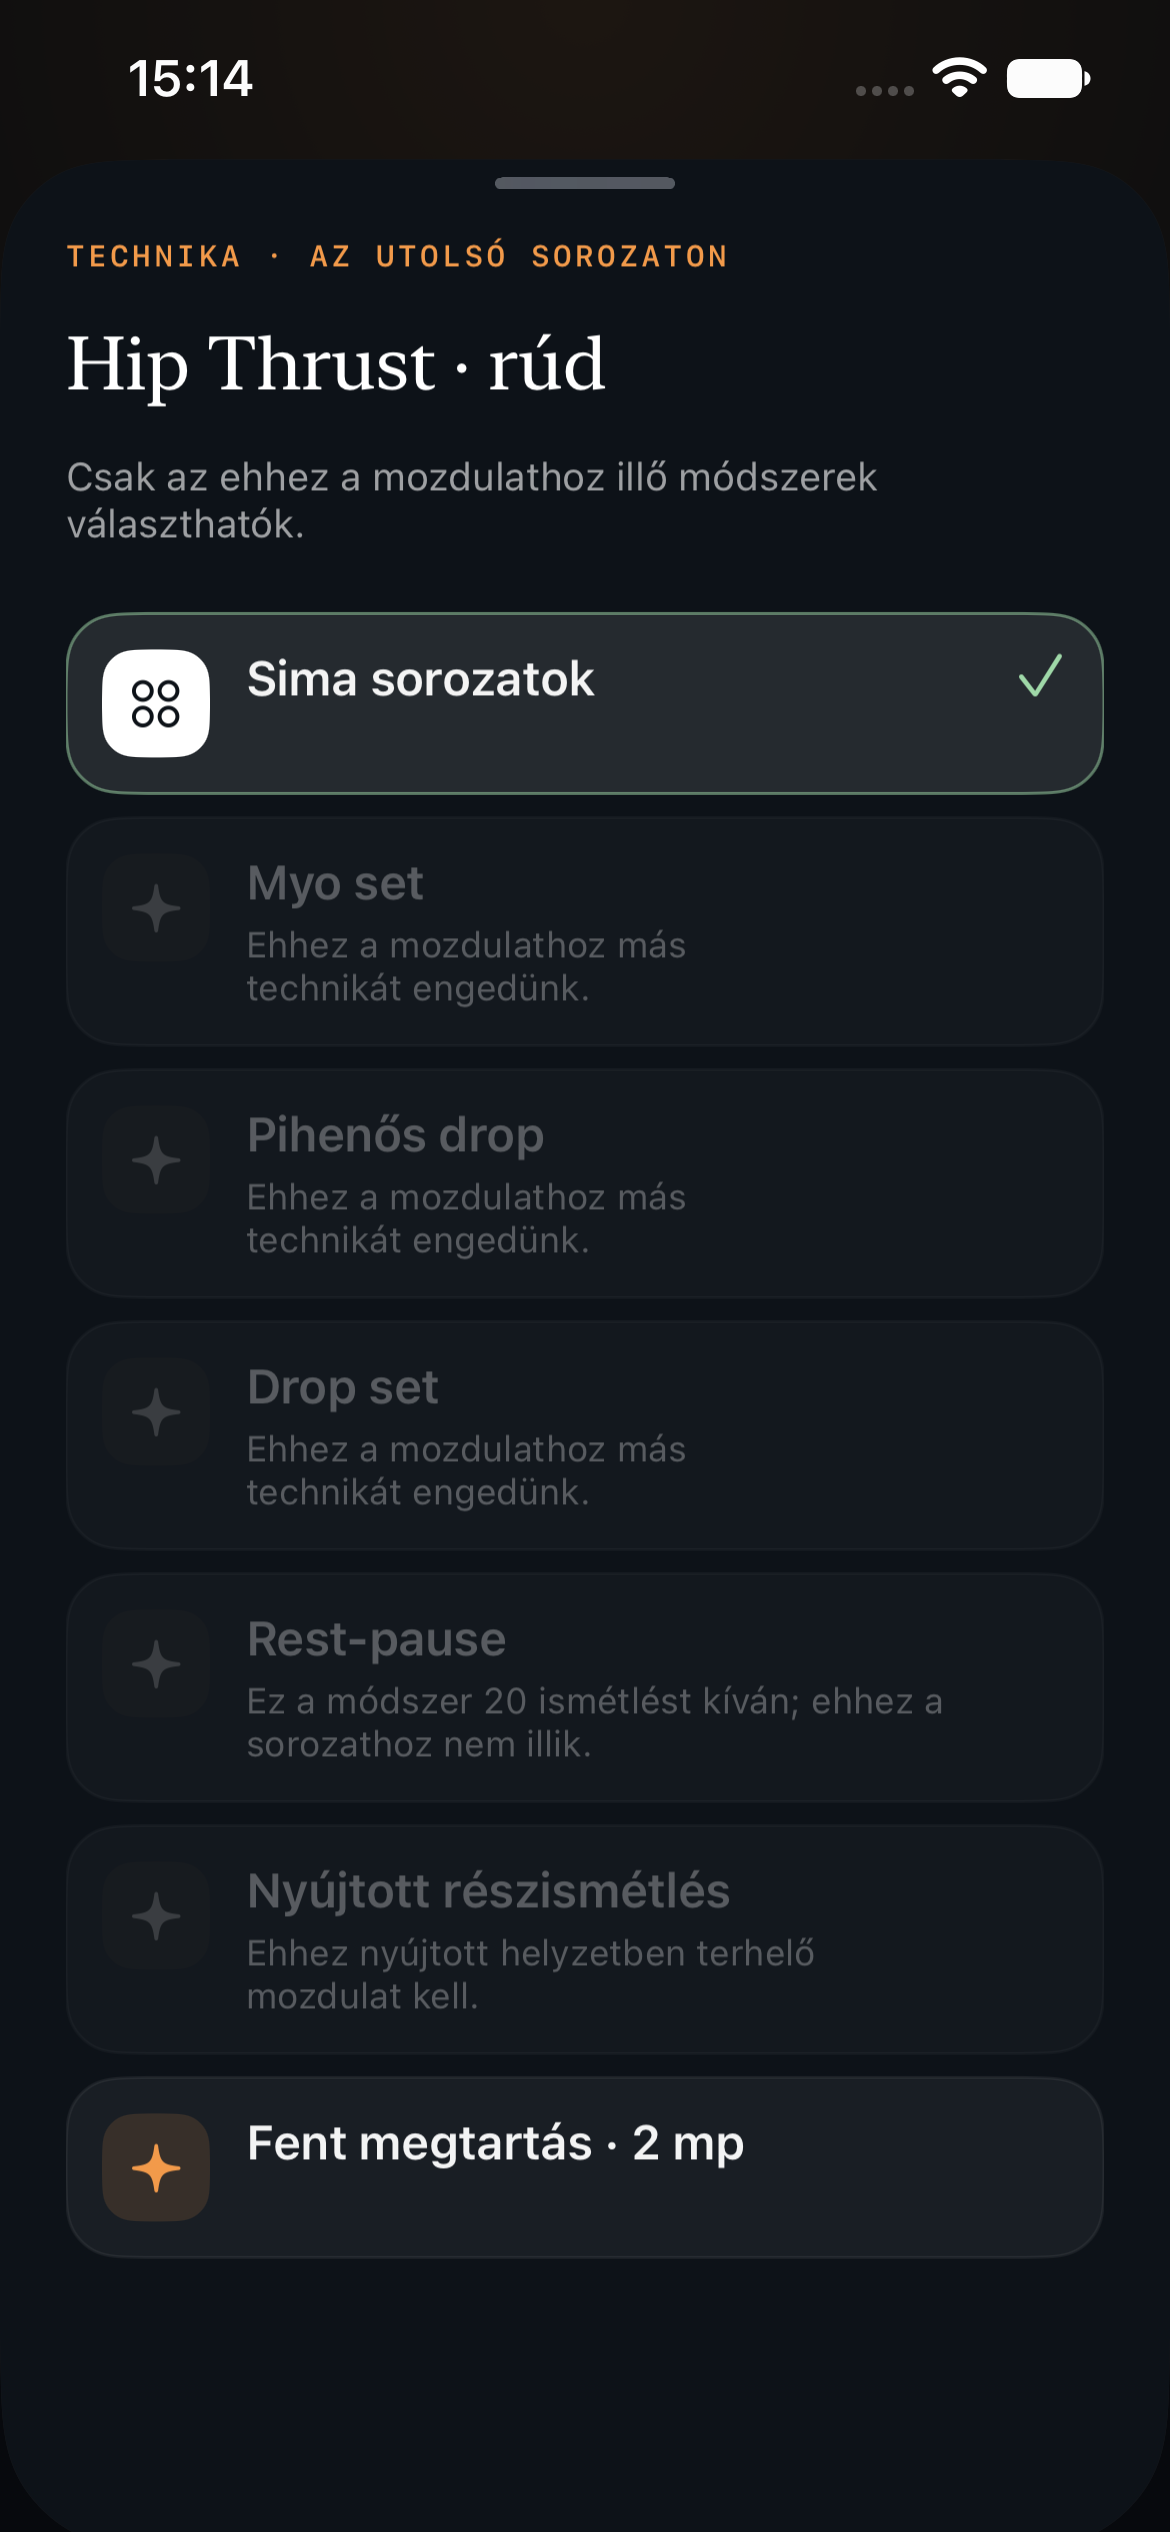 15:14
TECHNIKA · AZ UTOLSÓ SOROZATON
Hip Thrust · rúd
Csak az ehhez a mozdulathoz illő módszerek
választhatók.
Sima sorozatok
Myo set
Ehhez a mozdulathoz más
technikát engedünk.
Pihenős drop
Ehhez a mozdulathoz más
technikát engedünk.
Drop set
Ehhez a mozdulathoz más
technikát engedünk.
Rest-pause
Ez a módszer 20 ismétlést kíván; ehhez a
sorozathoz nem illik.
Nyújtott részismétlés
Ehhez nyújtott helyzetben terhelő
mozdulat kell.
Fent megtartás · 2 mp